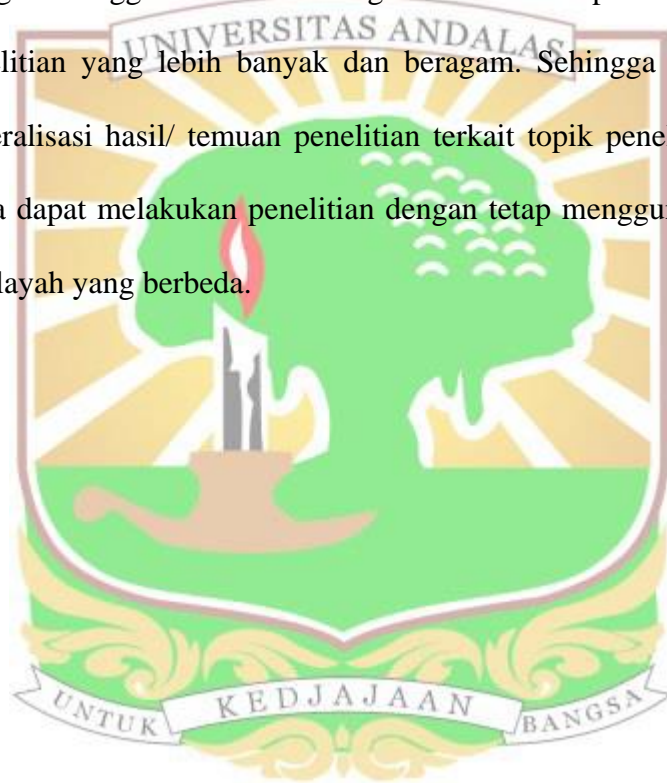 UNIVERSITAS ANDALAS
elitian yang lebih banyak dan beragam. Sehingga
eralisasi hasil/ temuan penelitian terkait topik pene
a dapat melakukan penelitian dengan tetap menggu
layah yang berbeda.
UNTUK KEDJAJAAN BANGSA